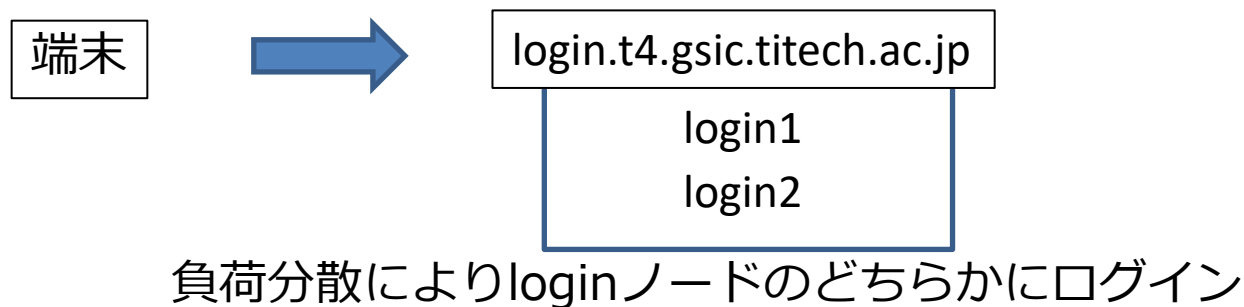 端末
login.t4.gsic.titech.ac.jp
login1
login2
負荷分散によりloginノードのどちらかにログイン